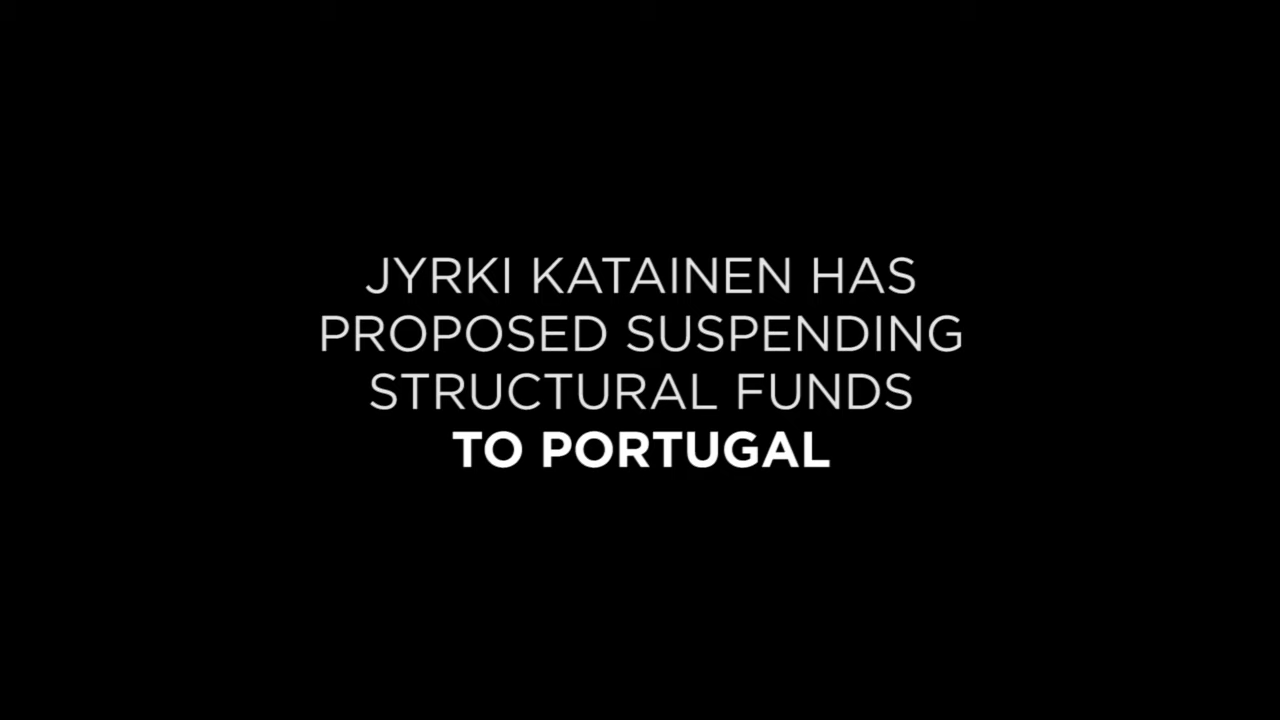 JYRKI KATAINEN HAS
PROPOSED SUSPENDING
STRUCTURAL FUNDS
TO PORTUGAL